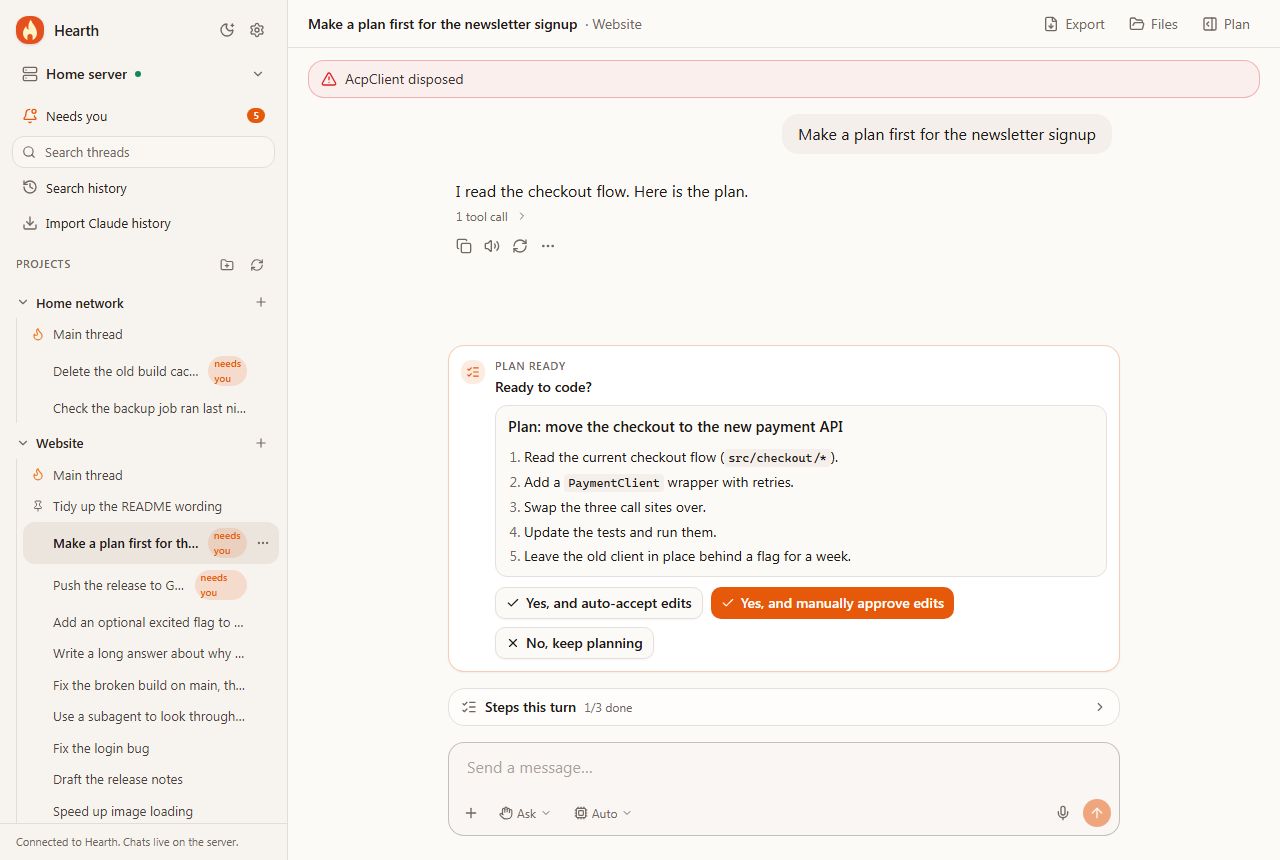 Hearth
Home server
Needs you 5
Search threads
Search history
Import Claude history
PROJECTS
Home network
Main thread
Delete the old build cac... needs you
Check the backup job ran last ni...
Website
Main thread
Tidy up the README wording
Make a plan first for th... needs you
Push the release to G... needs you
Add an optional excited flag to ...
Write a long answer about why ...
Fix the broken build on main, th...
Use a subagent to look through...
Fix the login bug
Draft the release notes
Speed up image loading
Connected to Hearth. Chats live on the server.
Make a plan first for the newsletter signup · Website
Export Files Plan
AcpClient disposed
Make a plan first for the newsletter signup
I read the checkout flow. Here is the plan.
1 tool call
PLAN READY
Ready to code?
Plan: move the checkout to the new payment API
1. Read the current checkout flow ( src/checkout/* ).
2. Add a PaymentClient wrapper with retries.
3. Swap the three call sites over.
4. Update the tests and run them.
5. Leave the old client in place behind a flag for a week.
Yes, and auto-accept edits Yes, and manually approve edits
No, keep planning
Steps this turn 1/3 done
Send a message...
Ask Auto